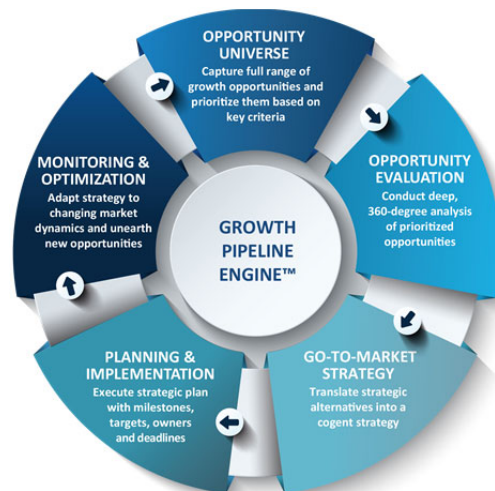 OPPORTUNITY
UNIVERSE
Capture full range of
growth opportunities and
prioritize them based on
key criteria
OPPORTUNITY
EVALUATION
Conduct deep,
360-degree analysis
of prioritized
opportunities
GO-TO-MARKET
STRATEGY
Translate strategic
alternatives into a
cogent strategy
PLANNING &
IMPLEMENTATION
Execute strategic plan
with milestones,
targets, owners
and deadlines
MONITORING &
OPTIMIZATION
Adapt strategy to
changing market
dynamics and unearth
new opportunities
GROWTH
PIPELINE
ENGINE™